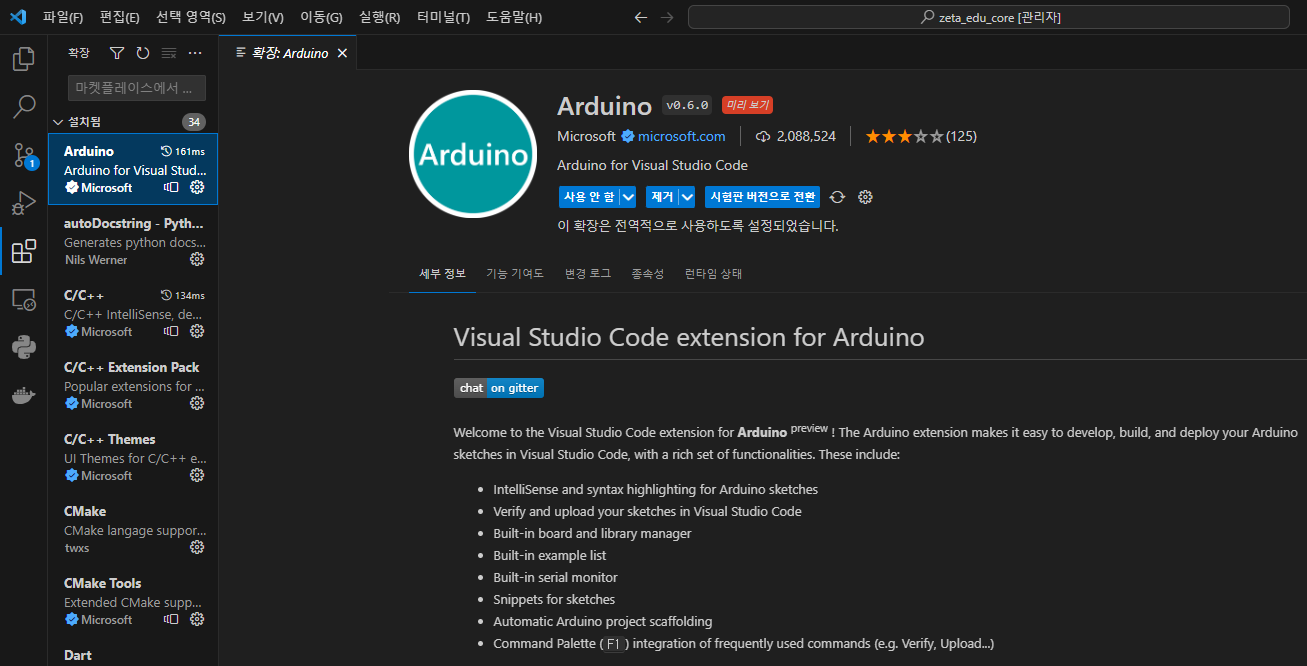 파일(F) 편집(E) 선택 영역(S) 보기(V) 이동(G) 실행(R) 터미널(T) 도움말(H) zeta_edu_core [관리자]
확장
마켓플레이스에서 ...
설치됨 34
Arduino 161ms
Arduino for Visual Stud...
Microsoft
autoDocstring - Pyth...
Generates python docs...
Nils Werner
C/C++ 134ms
C/C++ IntelliSense, de...
Microsoft
C/C++ Extension Pack
Popular extensions for ...
Microsoft
C/C++ Themes
UI Themes for C/C++ e...
Microsoft
CMake
CMake langage suppor...
twxs
CMake Tools
Extended CMake supp...
Microsoft
Dart
1
확장: Arduino
Arduino
Arduino v0.6.0 미리 보기
Microsoft microsoft.com 2,088,524 (125)
Arduino for Visual Studio Code
사용 안 함 제거 시험판 버전으로 전환
이 확장은 전역적으로 사용하도록 설정되었습니다.
세부 정보 기능 기여도 변경 로그 종속성 런타임 상태
Visual Studio Code extension for Arduino
chat on gitter
Welcome to the Visual Studio Code extension for Arduino preview ! The Arduino extension makes it easy to develop, build, and deploy your Arduino
sketches in Visual Studio Code, with a rich set of functionalities. These include:
• IntelliSense and syntax highlighting for Arduino sketches
• Verify and upload your sketches in Visual Studio Code
• Built-in board and library manager
• Built-in example list
• Built-in serial monitor
• Snippets for sketches
• Automatic Arduino project scaffolding
• Command Palette (F1) integration of frequently used commands (e.g. Verify, Upload...)